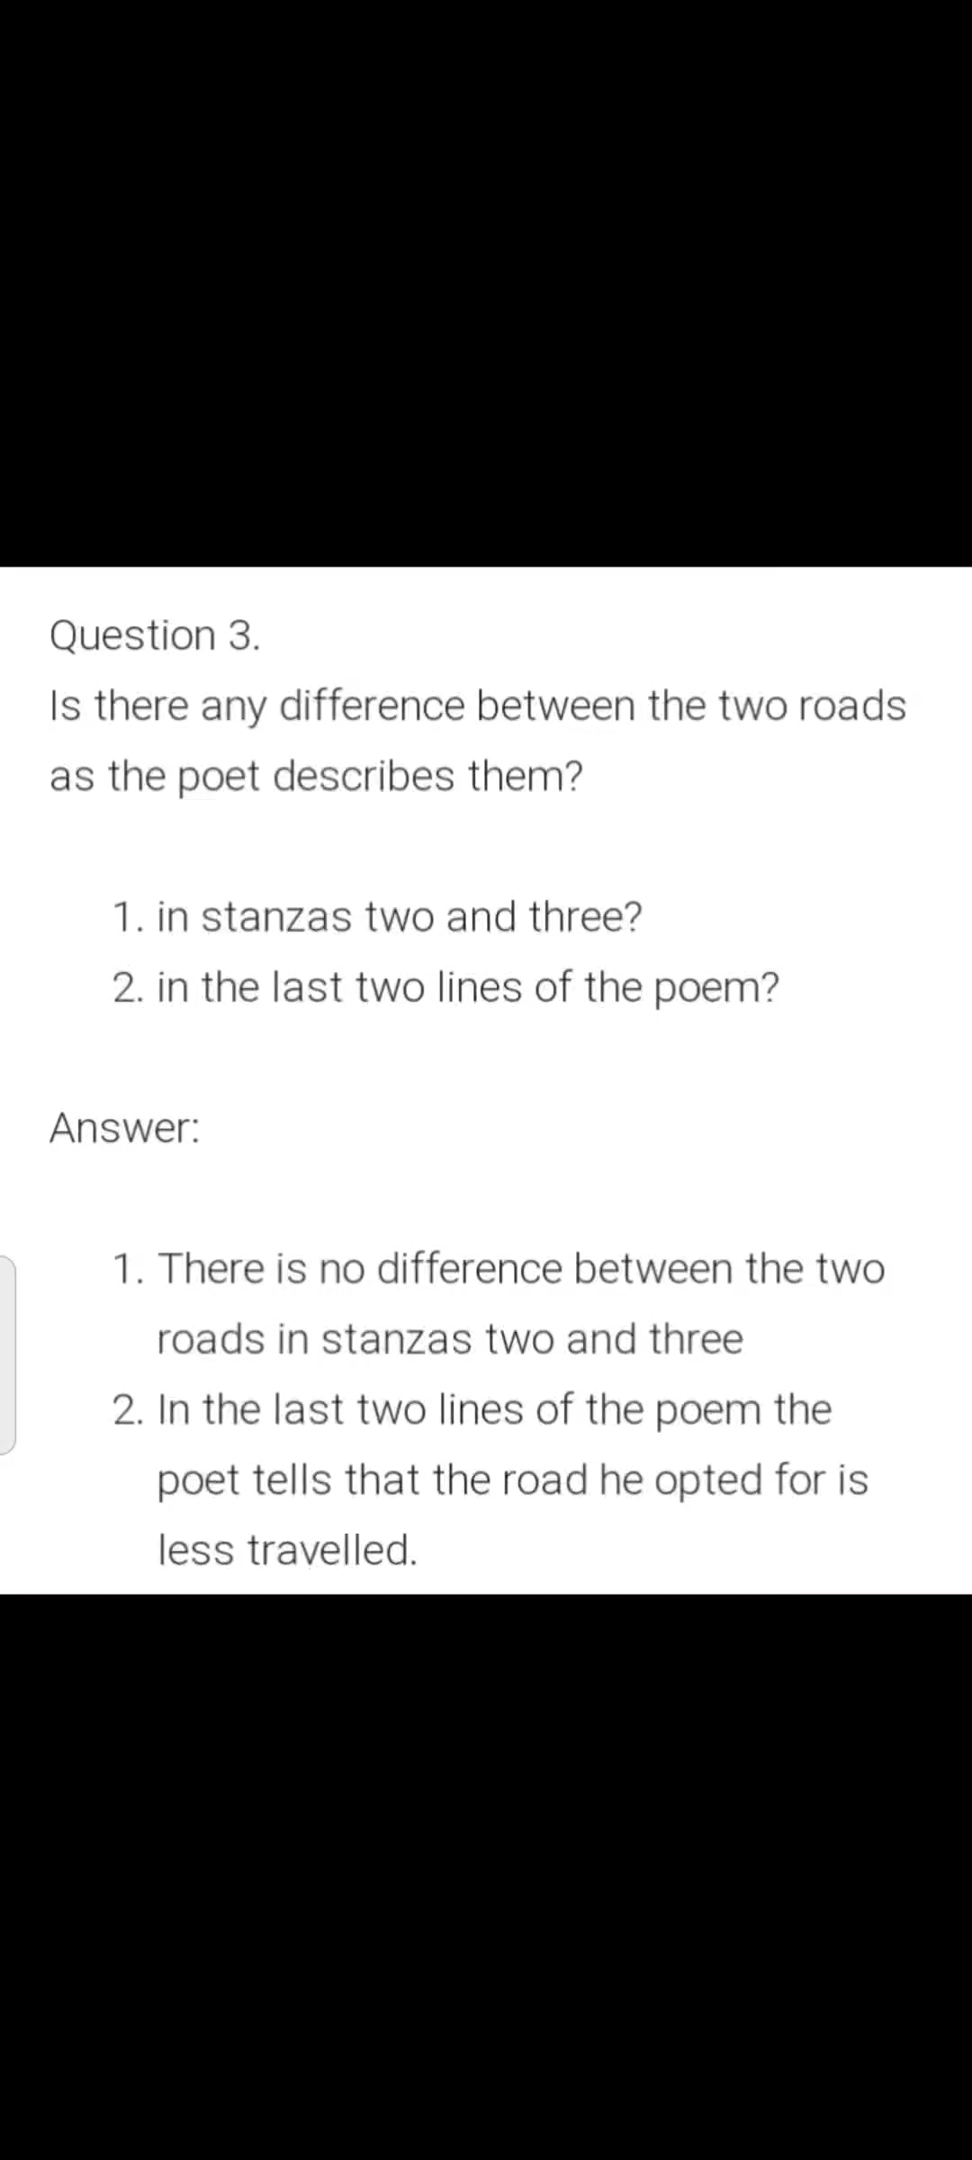 Question 3.
Is there any difference between the two roads
as the poet describes them?
1. in stanzas two and three?
2. in the last two lines of the poem?
Answer:
1. There is no difference between the two
roads in stanzas two and three
2. In the last two lines of the poem the
poet tells that the road he opted for is
less travelled.